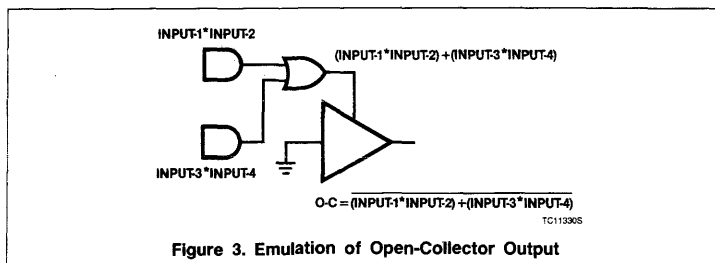 INPUT-1*INPUT-2
(INPUT-1*INPUT-2)+(INPUT-3*INPUT-4)
INPUT-3*INPUT-4
O-C = (INPUT-1*INPUT-2)+(INPUT-3*INPUT-4)
TC11330S
Figure 3. Emulation of Open-Collector Output